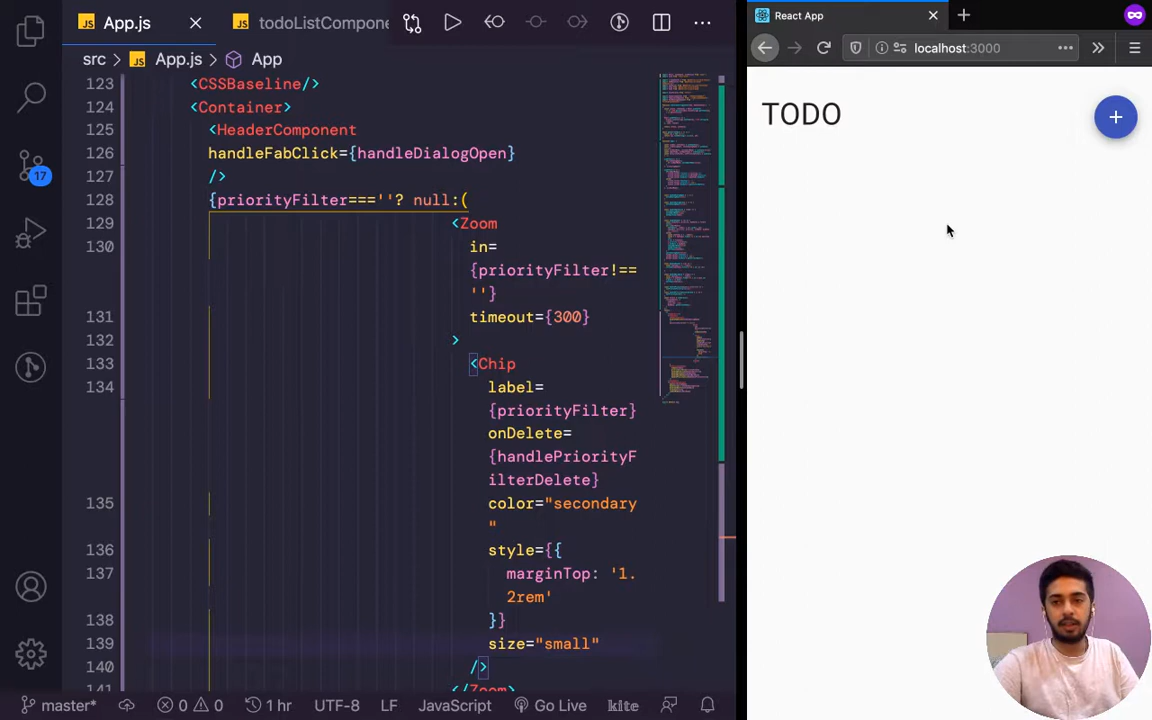 App.js
todoListCompone
src
App.js
App
123 <CSSBaseline/>
124 <Container>
125 <HeaderComponent
126 handleFabClick={handleDialogOpen}
127 />
128 {priorityFilter===''? null:(
129 <Zoom
130 in=
{priorityFilter!==
''}
131 timeout={300}
132 >
133 <Chip
134 label=
{priorityFilter}
onDelete=
{handlePriorityF
ilterDelete}
135 color="secondary
"
136 style={{
137 marginTop: '1.
2rem'
138 }}
139 size="small"
140 />
141 </Zoom>
17
master*
0
0
1 hr
UTF-8
LF
JavaScript
Go Live
kite
React App
localhost:3000
TODO
+